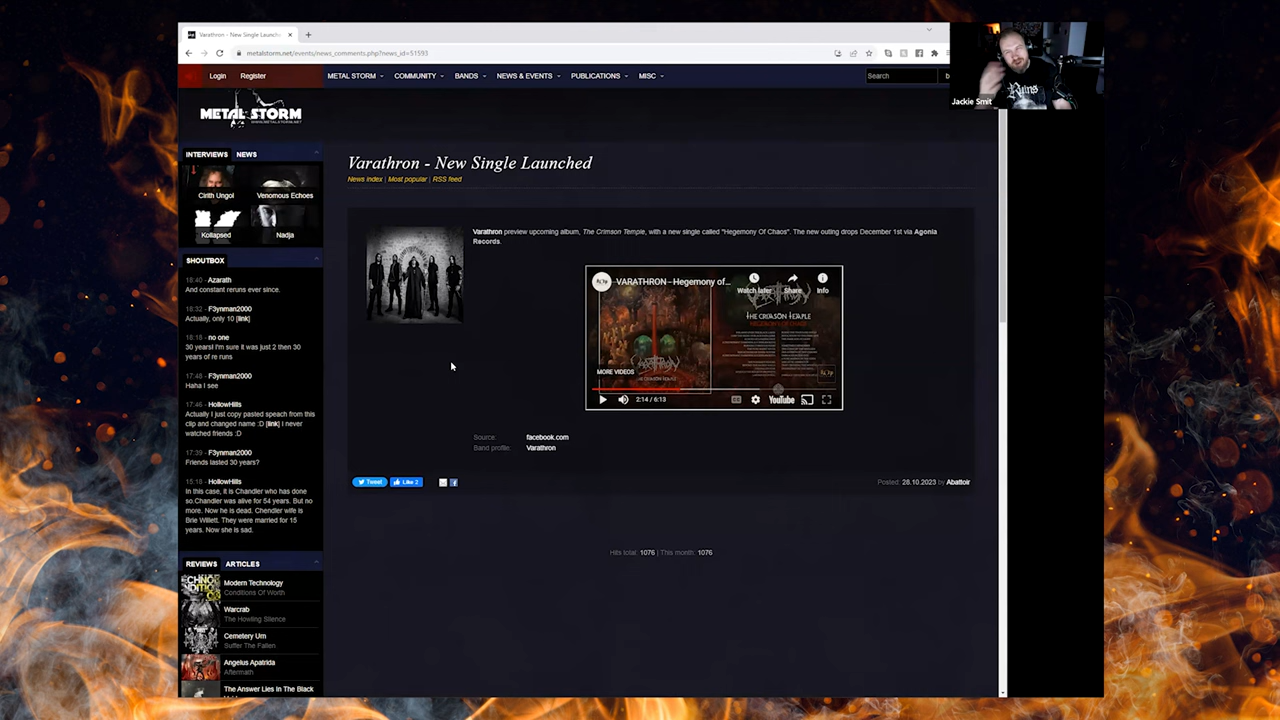 Varathron - New Single Launche
metalstorm.net/events/news_comments.php?news_id=51593
Login Register METAL STORM COMMUNITY BANDS NEWS & EVENTS PUBLICATIONS MISC Search
Ruins
Jackie Smit
METAL STORM
WWW.METALSTORM.NET
INTERVIEWS NEWS
Cirith Ungol Venomous Echoes
Kollapsed Nadja
SHOUTBOX
18:40 - Azarath
And constant reruns ever since.
18:32 - F3ynman2000
Actually, only 10 [link]
18:18 - no one
30 years! I'm sure it was just 2 then 30
years of re runs
17:48 - F3ynman2000
Haha I see
17:46 - HollowHills
Actually I just copy pasted speach from this
clip and changed name :D [link] I never
watched friends :D
17:39 - F3ynman2000
Friends lasted 30 years?
15:18 - HollowHills
In this case, it is Chandler who has done
so.Chandler was alive for 54 years. But no
more. Now he is dead. Chendler wife is
Brie Willett. They were married for 15
years. Now she is sad.
REVIEWS ARTICLES
Modern Technology
Conditions Of Worth
Warcrab
The Howling Silence
Cemetery Urn
Suffer The Fallen
Angelus Apatrida
Aftermath
The Answer Lies In The Black
Varathron - New Single Launched
News index | Most popular | RSS feed
Varathron preview upcoming album, The Crimson Temple, with a new single called "Hegemony Of Chaos". The new outing drops December 1st via Agonia
Records.
VARATHRON - Hegemony of...
Watch later Share Info
THE CRIMSON TEMPLE
VARATHRON
MORE VIDEOS
2:14 / 6:13
YouTube
Source: facebook.com
Band profile: Varathron
Tweet Like 2
Posted: 28.10.2023 by Abattoir
Hits total: 1076 | This month: 1076